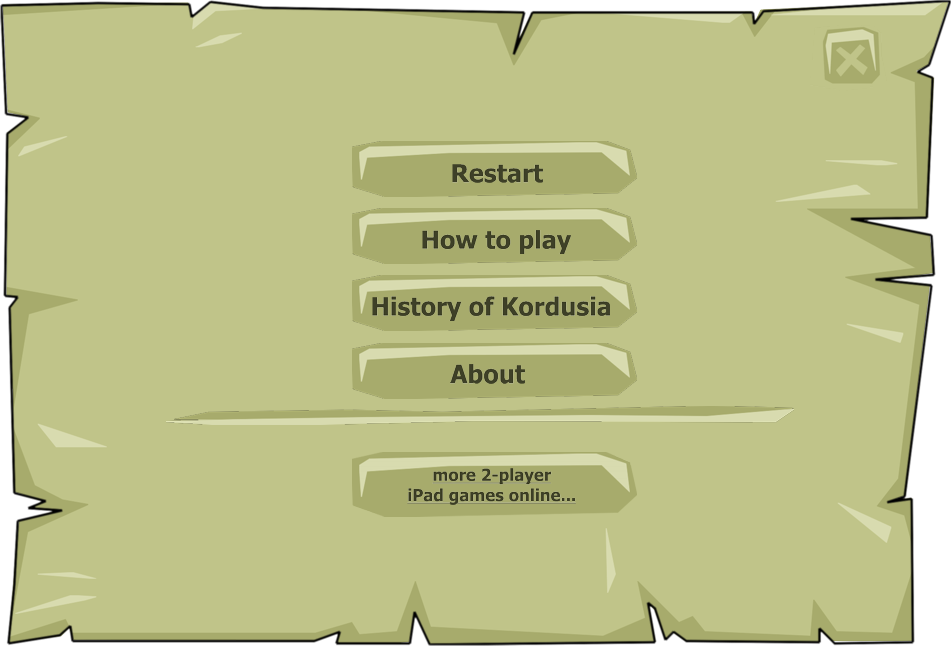 Restart
How to play
History of Kordusia
About
more 2-player
iPad games online...